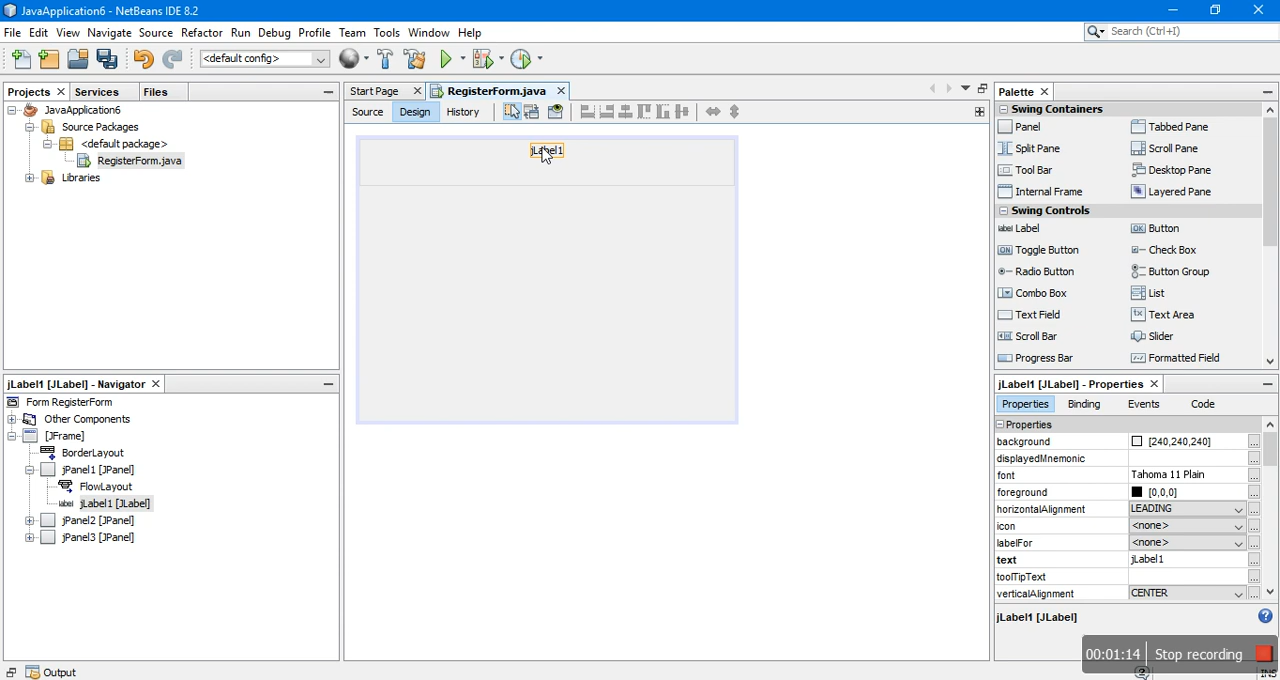 JavaApplication6 - NetBeans IDE 8.2
File Edit View Navigate Source Refactor Run Debug Profile Team Tools Window Help
Search (Ctrl+I)
<default config>
Projects Services Files
JavaApplication6
Source Packages
<default package>
RegisterForm.java
Libraries
Start Page RegisterForm.java
Source Design History
jLabel1
Palette
Swing Containers
Panel Tabbed Pane
Split Pane Scroll Pane
Tool Bar Desktop Pane
Internal Frame Layered Pane
Swing Controls
label Label OK Button
ON Toggle Button Check Box
Radio Button Button Group
Combo Box List
Text Field Text Area
Scroll Bar Slider
Progress Bar Formatted Field
jLabel1 [JLabel] - Navigator
Form RegisterForm
Other Components
[JFrame]
BorderLayout
jPanel1 [JPanel]
FlowLayout
label jLabel1 [JLabel]
jPanel2 [JPanel]
jPanel3 [JPanel]
jLabel1 [JLabel] - Properties
Properties Binding Events Code
Properties
background [240,240,240] ...
displayedMnemonic ...
font Tahoma 11 Plain ...
foreground [0,0,0] ...
horizontalAlignment LEADING ...
icon <none> ...
labelFor <none> ...
text jLabel1 ...
toolTipText ...
verticalAlignment CENTER ...
jLabel1 [JLabel]
00:01:14 Stop recording
Output
INS